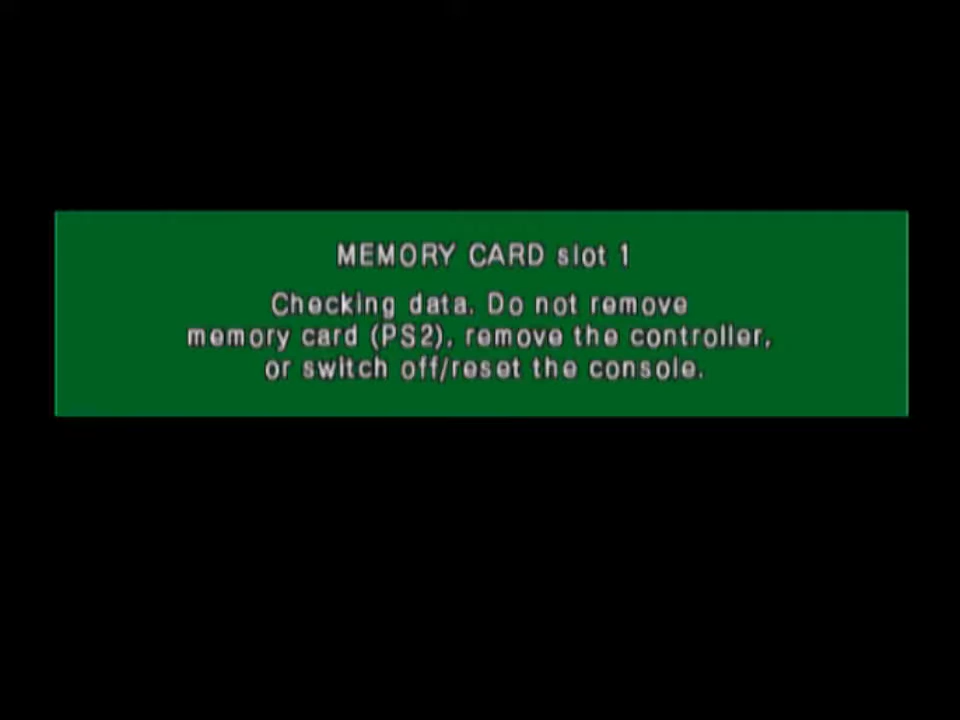 MEMORY CARD slot 1
Checking data. Do not remove
memory card (PS2), remove the controller,
or switch off/reset the console.